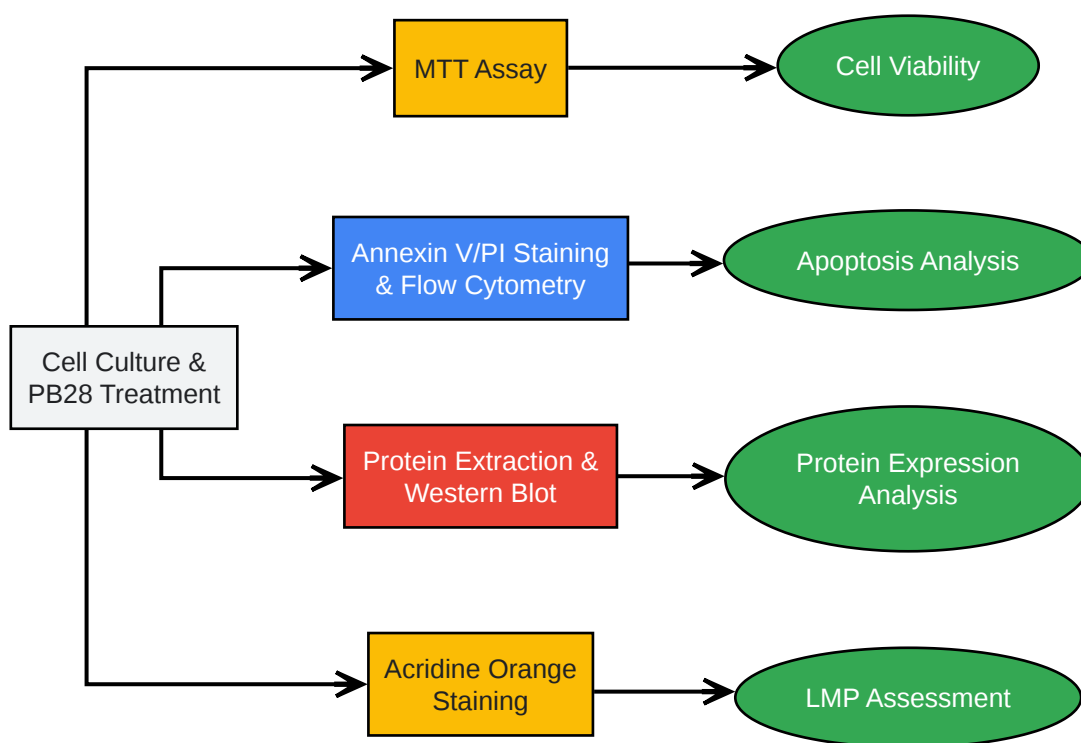 MTT Assay
Cell Viability
Annexin V/PI Staining
& Flow Cytometry
Apoptosis Analysis
Cell Culture &
PB28 Treatment
Protein Extraction &
Western Blot
Protein Expression
Analysis
Acridine Orange
Staining
LMP Assessment